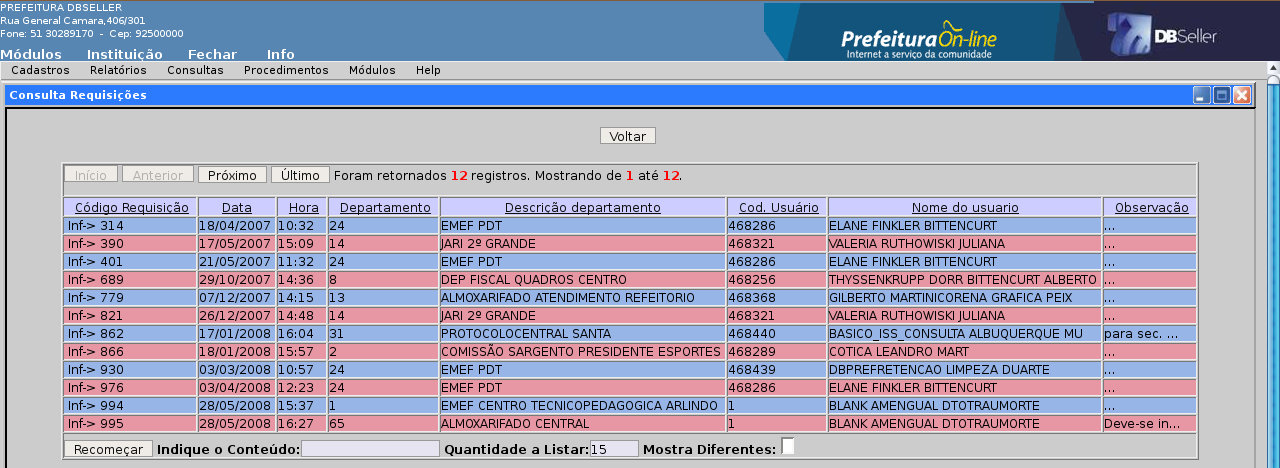 PREFEITURA DBSELLER
Rua General Camara,406/301
Fone: 51 30289170 - Cep: 92500000
Módulos Instituição Fechar Info
PrefeituraOn-line
Internet a serviço da comunidade
DBSeller
Cadastros Relatórios Consultas Procedimentos Módulos Help
Consulta Requisições
Voltar
Início Anterior Próximo Último Foram retornados 12 registros. Mostrando de 1 até 12.
Código Requisição Data Hora Departamento Descrição departamento Cod. Usuário Nome do usuario Observação
Inf-> 314 18/04/2007 10:32 24 EMEF PDT 468286 ELANE FINKLER BITTENCURT ...
Inf-> 390 17/05/2007 15:09 14 JARI 2º GRANDE 468321 VALERIA RUTHOWISKI JULIANA ...
Inf-> 401 21/05/2007 11:32 24 EMEF PDT 468286 ELANE FINKLER BITTENCURT ...
Inf-> 689 29/10/2007 14:36 8 DEP FISCAL QUADROS CENTRO 468256 THYSSENKRUPP DORR BITTENCURT ALBERTO ...
Inf-> 779 07/12/2007 14:15 13 ALMOXARIFADO ATENDIMENTO REFEITORIO 468368 GILBERTO MARTINICORENA GRAFICA PEIX ...
Inf-> 821 26/12/2007 14:48 14 JARI 2º GRANDE 468321 VALERIA RUTHOWISKI JULIANA ...
Inf-> 862 17/01/2008 16:04 31 PROTOCOLOCENTRAL SANTA 468440 BASICO_ISS_CONSULTA ALBUQUERQUE MU para sec. ...
Inf-> 866 18/01/2008 15:57 2 COMISSÃO SARGENTO PRESIDENTE ESPORTES 468289 COTICA LEANDRO MART ...
Inf-> 930 03/03/2008 10:57 24 EMEF PDT 468439 DBPREFRETENCAO LIMPEZA DUARTE ...
Inf-> 976 03/04/2008 12:23 24 EMEF PDT 468286 ELANE FINKLER BITTENCURT ...
Inf-> 994 28/05/2008 15:37 1 EMEF CENTRO TECNICOPEDAGOGICA ARLINDO 1 BLANK AMENGUAL DTOTRAUMORTE ...
Inf-> 995 28/05/2008 16:27 65 ALMOXARIFADO CENTRAL 1 BLANK AMENGUAL DTOTRAUMORTE Deve-se in...
Recomeçar Indique o Conteúdo: Quantidade a Listar:15 Mostra Diferentes: